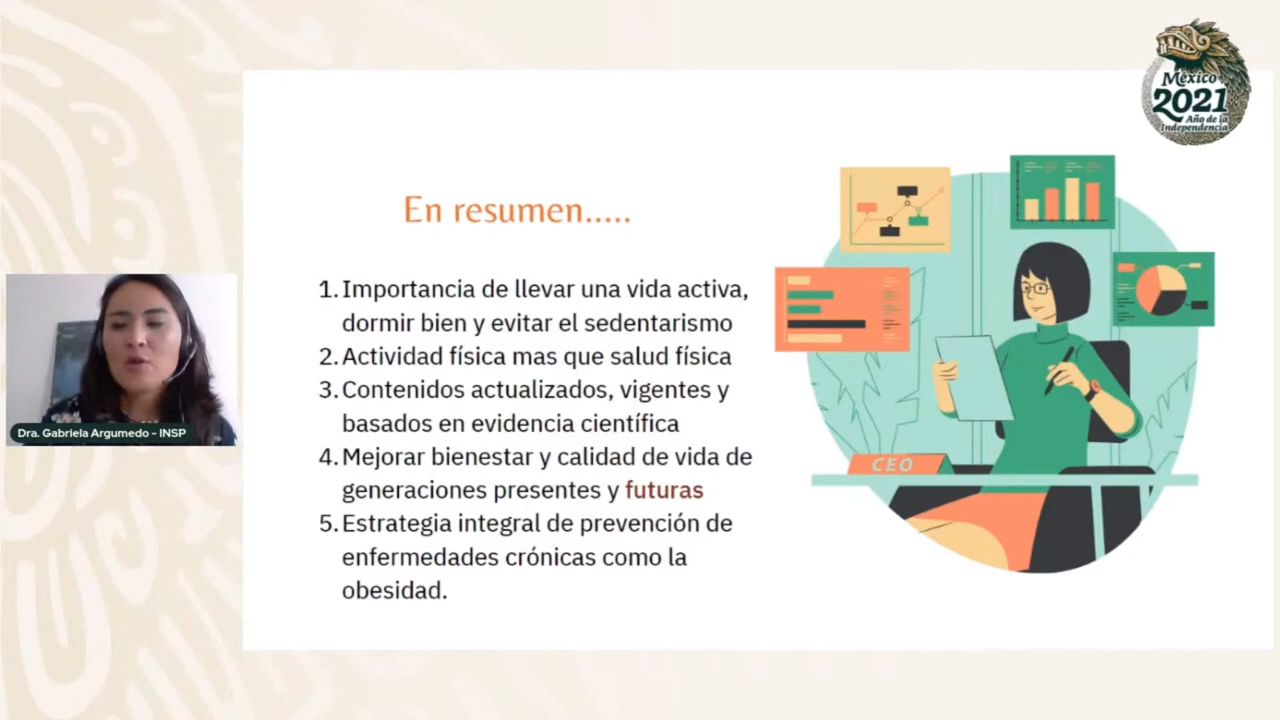 México
2021
Año de la
Independencia
En resumen.....
1. Importancia de llevar una vida activa,
dormir bien y evitar el sedentarismo
2. Actividad física mas que salud física
3. Contenidos actualizados, vigentes y
basados en evidencia científica
4. Mejorar bienestar y calidad de vida de
generaciones presentes y futuras
5. Estrategia integral de prevención de
enfermedades crónicas como la
obesidad.
Dra. Gabriela Argumedo - INSP
CEO